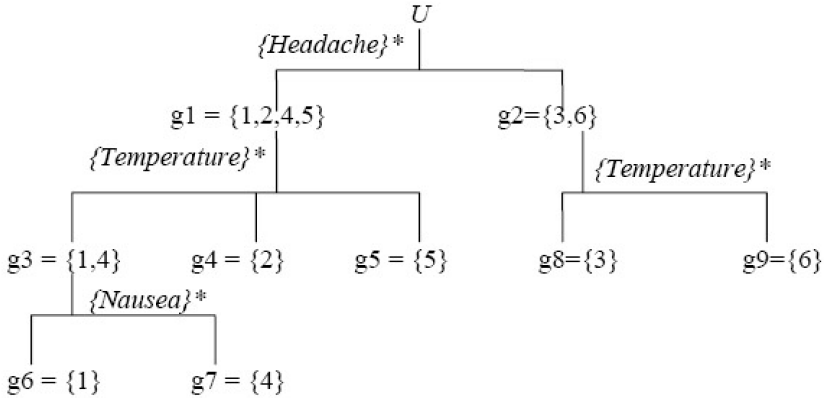 U
{Headache}*
g1 = {1,2,4,5} g2={3,6}
{Temperature}* {Temperature}*
g3 = {1,4} g4 = {2} g5 = {5} g8={3} g9={6}
{Nausea}*
g6 = {1} g7 = {4}